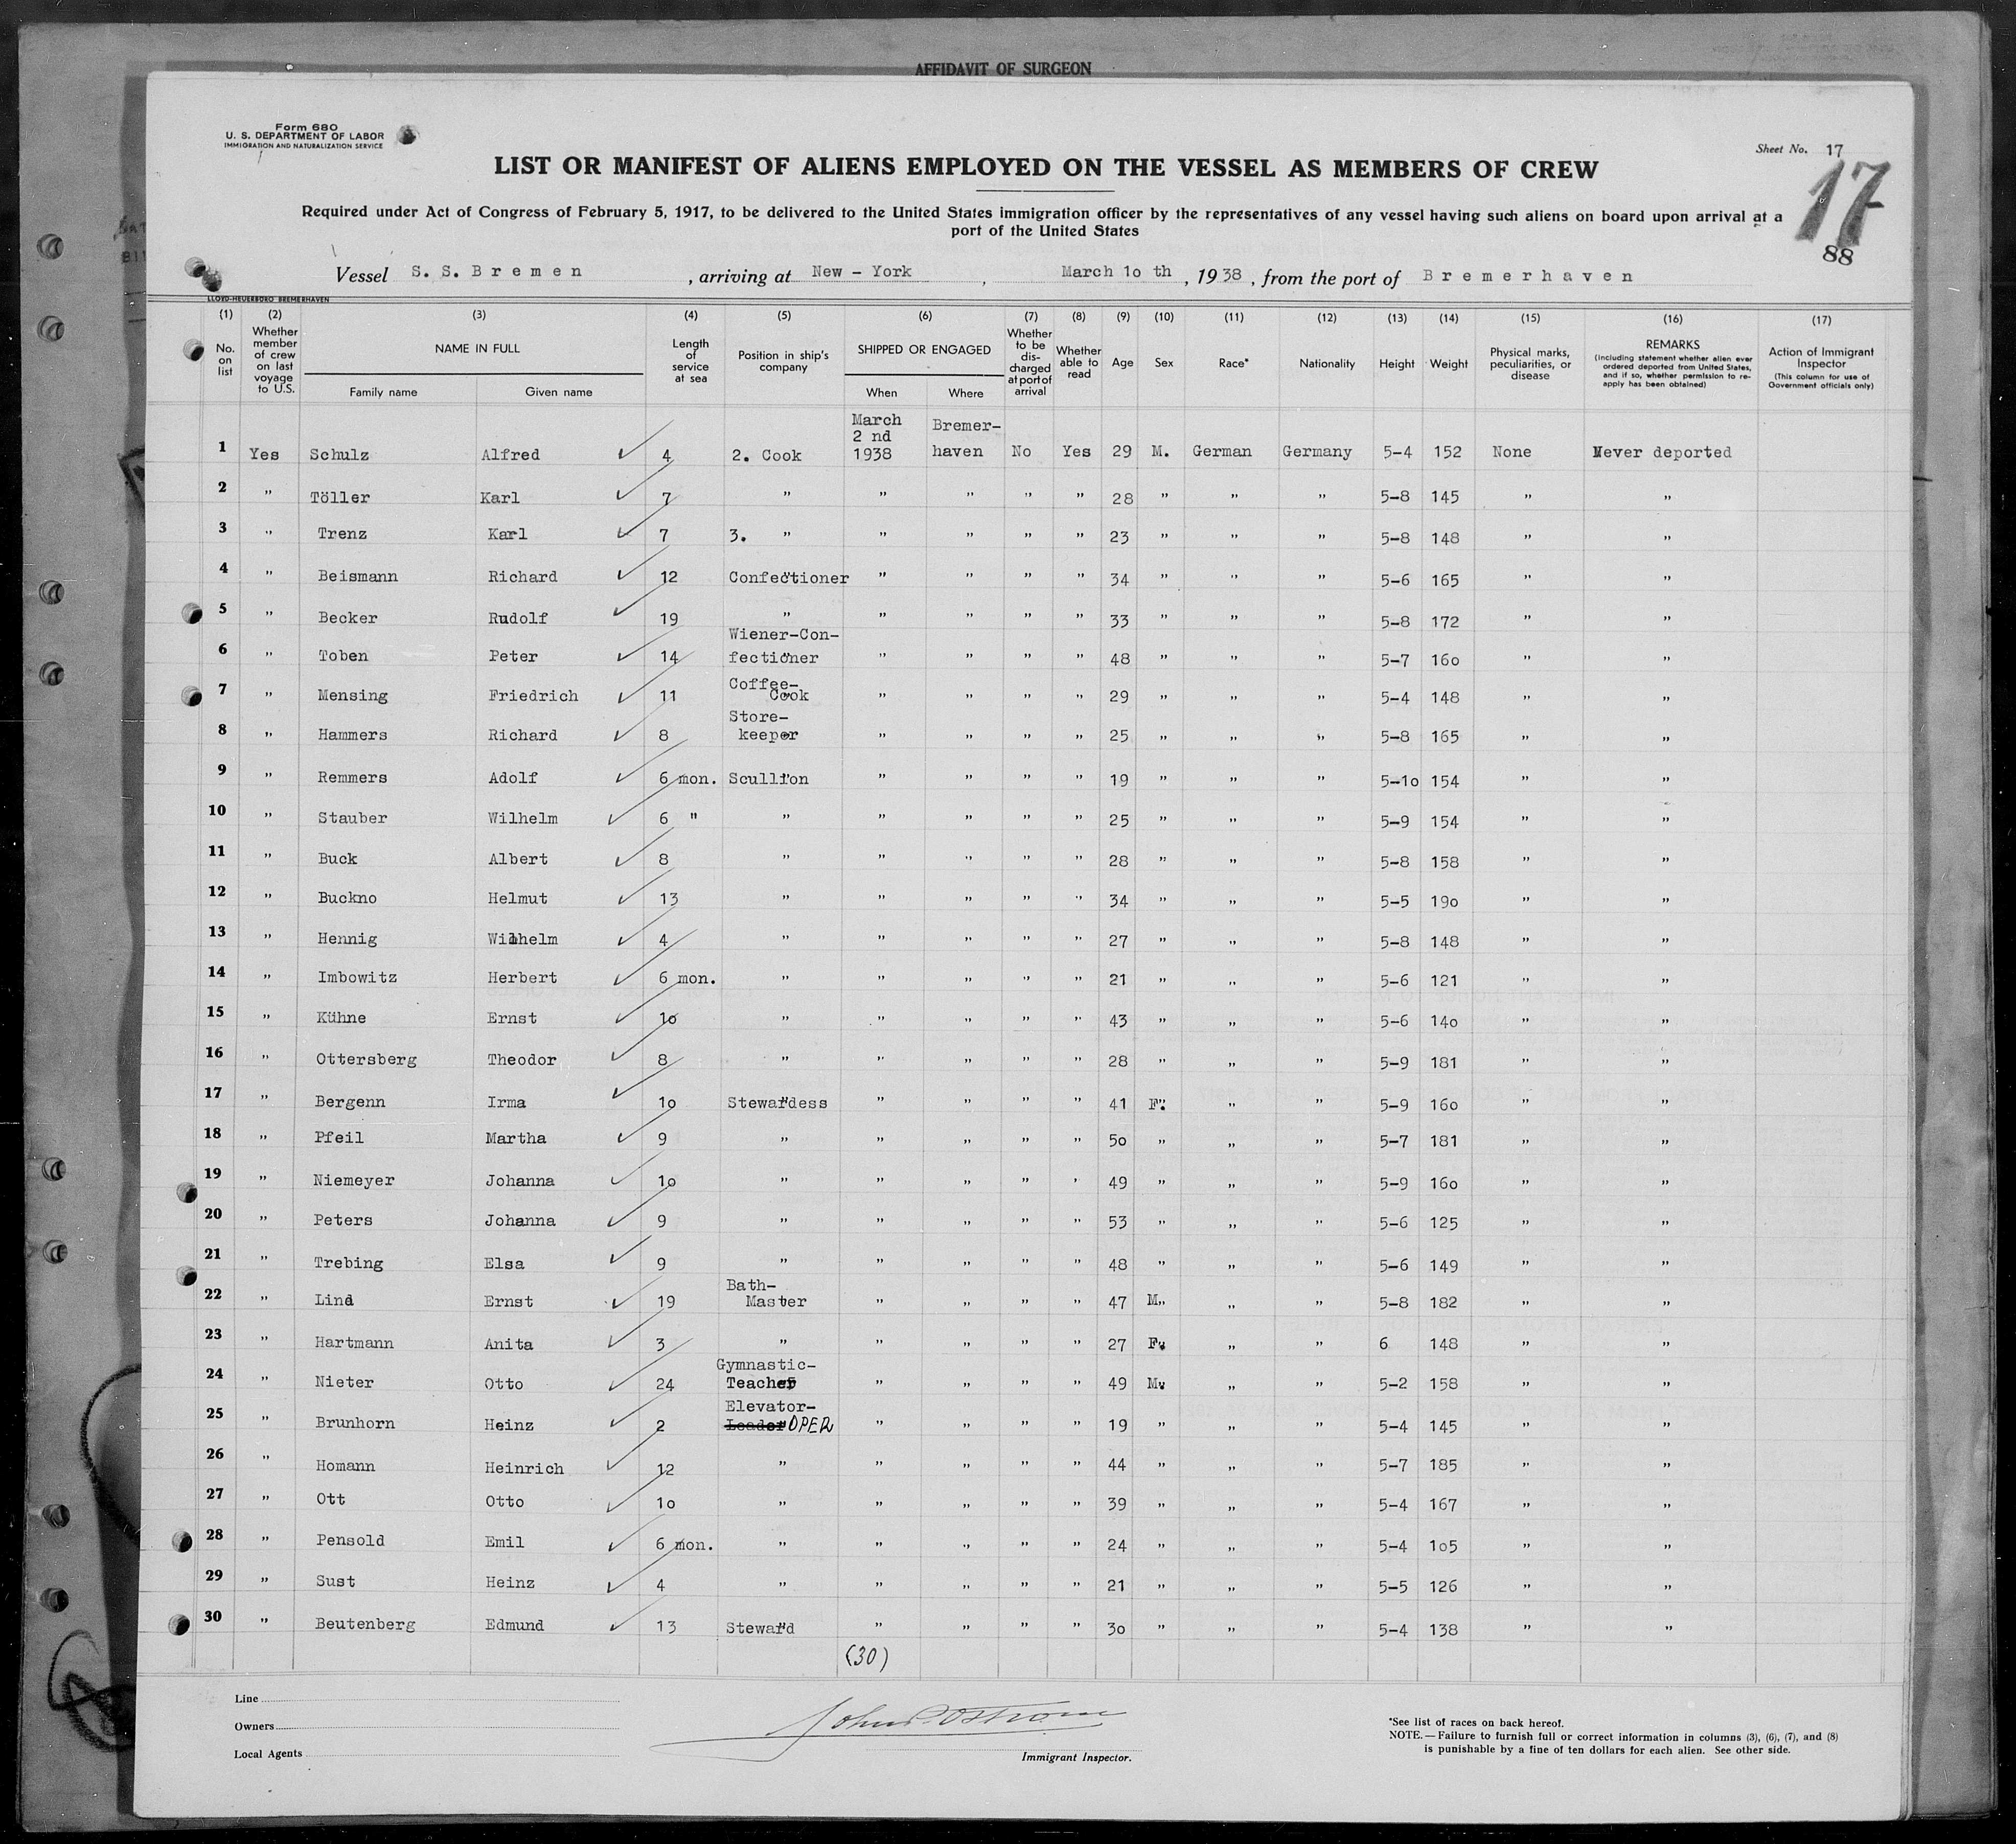 AFFIDAVIT OF SURGEON
Form 680
U. S. DEPARTMENT OF LABOR
IMMIGRATION AND NATURALIZATION SERVICE
Sheet No. 17
17
88
LIST OR MANIFEST OF ALIENS EMPLOYED ON THE VESSEL AS MEMBERS OF CREW
Required under Act of Congress of February 5, 1917, to be delivered to the United States immigration officer by the representatives of any vessel having such aliens on board upon arrival at a
port of the United States
Vessel S. S. Bremen , arriving at New - York , March 1o th , 1938 , from the port of Bremerhaven
LLOYD-HEUERBÜRO BREMERHAVEN
(1) (2) (3) (4) (5) (6) (7) (8) (9) (10) (11) (12) (13) (14) (15) (16) (17)
No. on list
Whether member of crew on last voyage to U.S.
NAME IN FULL
Family name Given name
Length of service at sea
Position in ship's company
SHIPPED OR ENGAGED
When Where
Whether to be discharged at port of arrival
Whether able to read
Age
Sex
Race*
Nationality
Height
Weight
Physical marks, peculiarities, or disease
REMARKS
(Including statement whether alien ever ordered deported from United States, and if so, whether permission to re-apply has been obtained)
Action of Immigrant Inspector
(This column for use of Government officials only)
1 Yes Schulz Alfred ✓ 4 2. Cook March 2 nd 1938 Bremer-haven No Yes 29 M. German Germany 5-4 152 None Never deported
2 " Töller Karl ✓ 7 " " " " " 28 " " " 5-8 145 " "
3 " Trenz Karl ✓ 7 3. " " " " " 23 " " " 5-8 148 " "
4 " Beismann Richard ✓ 12 Confectioner " " " " 34 " " " 5-6 165 " "
5 " Becker Rudolf ✓ 19 " " " " " 33 " " " 5-8 172 " "
6 " Toben Peter ✓ 14 Wiener-Con-fectioner " " " " 48 " " " 5-7 16o " "
7 " Mensing Friedrich ✓ 11 Coffee-Cook " " " " 29 " " " 5-4 148 " "
8 " Hammers Richard ✓ 8 Store-keeper " " " " 25 " " " 5-8 165 " "
9 " Remmers Adolf ✓ 6 mon. Scullion " " " " 19 " " " 5-1o 154 " "
10 " Stauber Wilhelm ✓ 6 " " " " " " 25 " " " 5-9 154 " "
11 " Buck Albert ✓ 8 " " " " " 28 " " " 5-8 158 " "
12 " Buckno Helmut ✓ 13 " " " " " 34 " " " 5-5 19o " "
13 " Hennig Wilhelm ✓ 4 " " " " " 27 " " " 5-8 148 " "
14 " Imbowitz Herbert ✓ 6 mon. " " " " " 21 " " " 5-6 121 " "
15 " Kühne Ernst ✓ 1o " " " " " 43 " " " 5-6 14o " "
16 " Ottersberg Theodor ✓ 8 " " " " " 28 " " " 5-9 181 " "
17 " Bergenn Irma ✓ 1o Stewardess " " " " 41 F. " " 5-9 16o " "
18 " Pfeil Martha ✓ 9 " " " " " 5o " " " 5-7 181 " "
19 " Niemeyer Johanna ✓ 1o " " " " " 49 " " " 5-9 16o " "
20 " Peters Johanna ✓ 9 " " " " " 53 " " " 5-6 125 " "
21 " Trebing Elsa ✓ 9 " " " " " 48 " " " 5-6 149 " "
22 " Lind Ernst ✓ 19 Bath-Master " " " " 47 M. " " 5-8 182 " "
23 " Hartmann Anita ✓ 3 " " " " " 27 F. " " 6 148 " "
24 " Nieter Otto ✓ 24 Gymnastic-Teacher " " " " 49 M. " " 5-2 158 " "
25 " Brunhorn Heinz ✓ 2 Elevator-Leader OPER " " " " 19 " " " 5-4 145 " "
26 " Homann Heinrich ✓ 12 " " " " " 44 " " " 5-7 185 " "
27 " Ott Otto ✓ 1o " " " " " 39 " " " 5-4 167 " "
28 " Pensold Emil ✓ 6 mon. " " " " " 24 " " " 5-4 1o5 " "
29 " Sust Heinz ✓ 4 " " " " " 21 " " " 5-5 126 " "
30 " Beutenberg Edmund ✓ 13 Steward " " " " 3o " " " 5-4 138 " "
(30)
Line
Owners
Local Agents
Immigrant Inspector.
*See list of races on back hereof.
NOTE.—Failure to furnish full or correct information in columns (3), (6), (7), and (8)
is punishable by a fine of ten dollars for each alien. See other side.